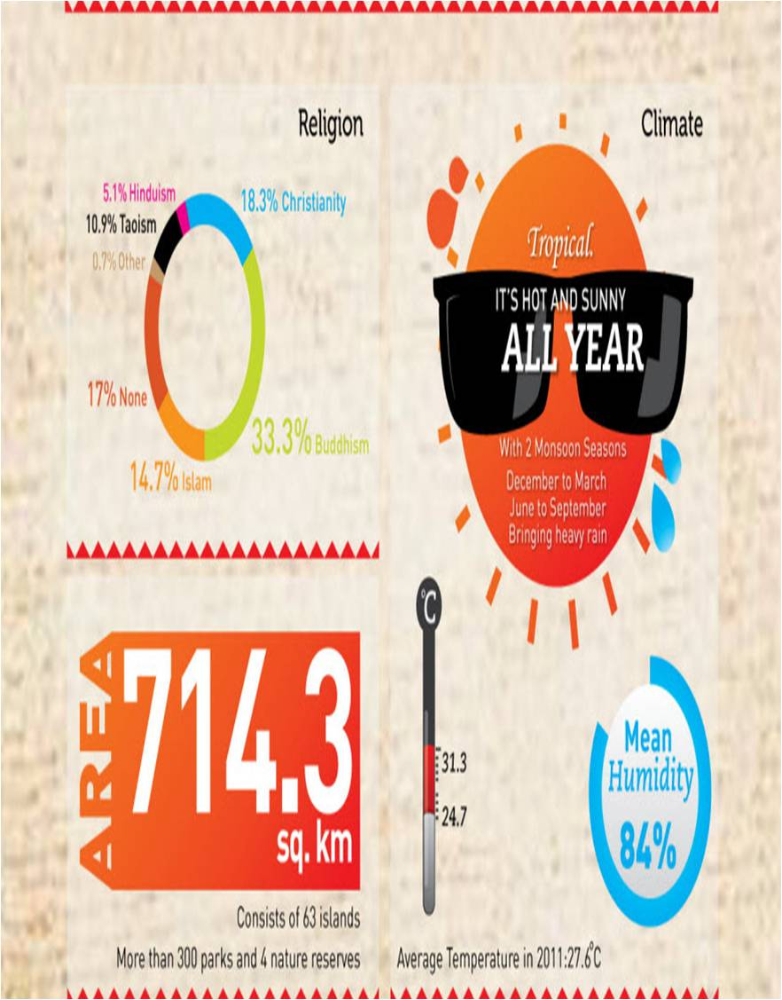 Religion
5.1% Hinduism
18.3% Christianity
10.9% Taoism
0.7% Other
17% None
33.3% Buddhism
14.7% Islam
AREA
714.3
sq. km
Consists of 63 islands
More than 300 parks and 4 nature reserves
Climate
Tropical.
IT'S HOT AND SUNNY
ALL YEAR
With 2 Monsoon Seasons
December to March
June to September
Bringing heavy rain
°C
31.3
24.7
Mean
Humidity
84%
Average Temperature in 2011:27.6°C